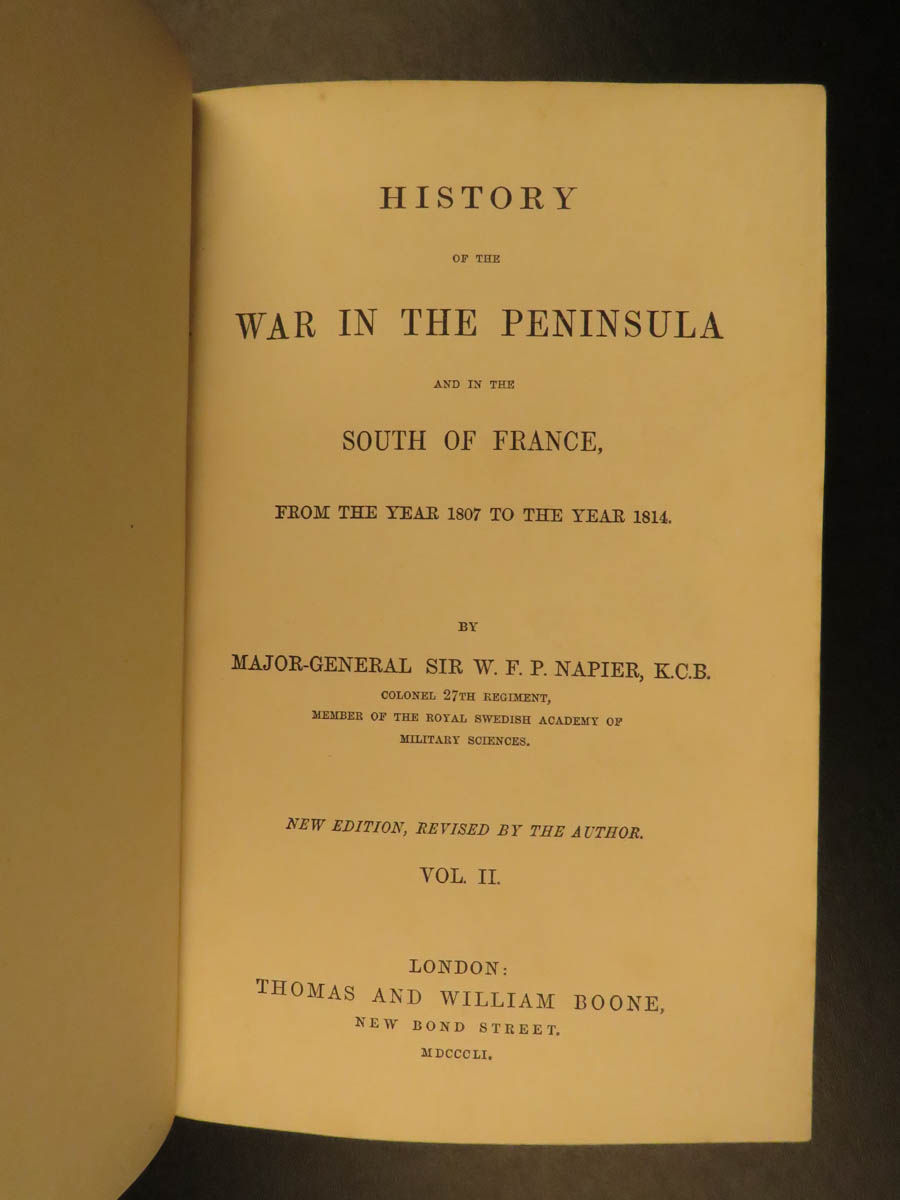 HISTORY
OF THE
WAR IN THE PENINSULA
AND IN THE
SOUTH OF FRANCE,
FROM THE YEAR 1807 TO THE YEAR 1814.
BY
MAJOR-GENERAL SIR W. F. P. NAPIER, K.C.B.
COLONEL 27TH REGIMENT,
MEMBER OF THE ROYAL SWEDISH ACADEMY OF
MILITARY SCIENCES.
NEW EDITION, REVISED BY THE AUTHOR.
VOL. II.
LONDON:
THOMAS AND WILLIAM BOONE,
NEW BOND STREET.
MDCCCLI.